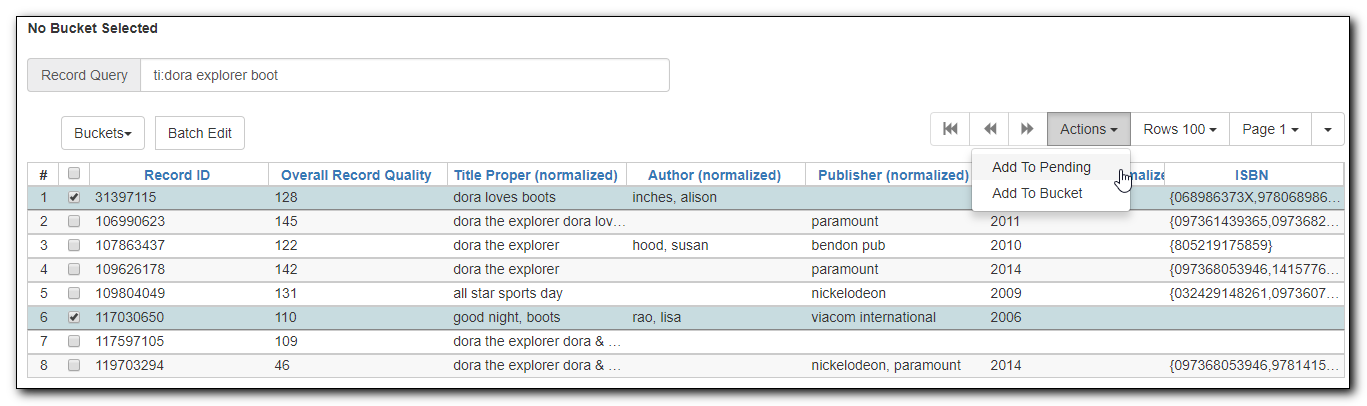 No Bucket Selected
Record Query ti:dora explorer boot
Buckets Batch Edit Actions Rows 100 Page 1
Add To Pending
Add To Bucket
# Record ID Overall Record Quality Title Proper (normalized) Author (normalized) Publisher (normalized) ISBN
1 31397115 128 dora loves boots inches, alison {068986373X,978068986…
2 106990623 145 dora the explorer dora lov… paramount 2011 {097361439365,0973682…
3 107863437 122 dora the explorer hood, susan bendon pub 2010 {805219175859}
4 109626178 142 dora the explorer paramount 2014 {097368053946,1415776…
5 109804049 131 all star sports day nickelodeon 2009 {032429148261,0973607…
6 117030650 110 good night, boots rao, lisa viacom international 2006
7 117597105 109 dora the explorer dora & …
8 119703294 46 dora the explorer dora & … nickelodeon, paramount 2014 {097368053946,9781415…